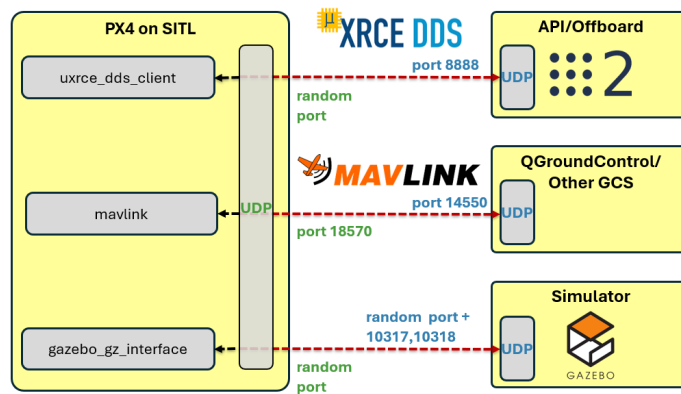 PX4 on SITL
uxrce_dds_client
mavlink
gazebo_gz_interface
UDP
µ XRCE DDS
port 8888
random
port
MAVLINK
port 14550
port 18570
random port +
10317,10318
random
port
API/Offboard
UDP
2
QGroundControl/
Other GCS
UDP
Simulator
UDP
GAZEBO